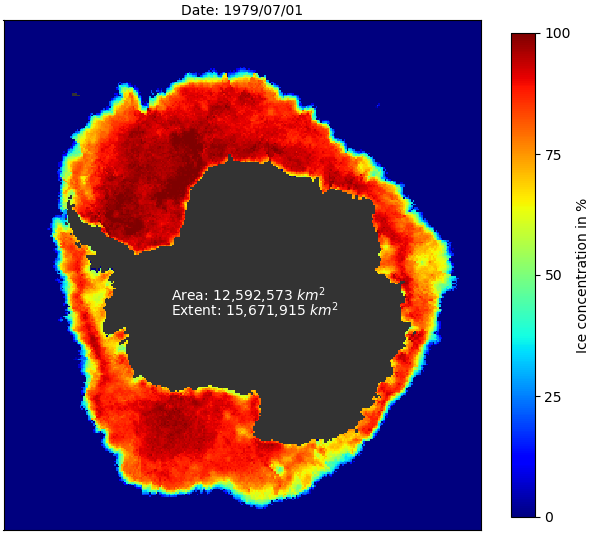 Date: 1979/07/01
Area: 12,592,573 km²
Extent: 15,671,915 km²
100
75
50
25
0
Ice concentration in %